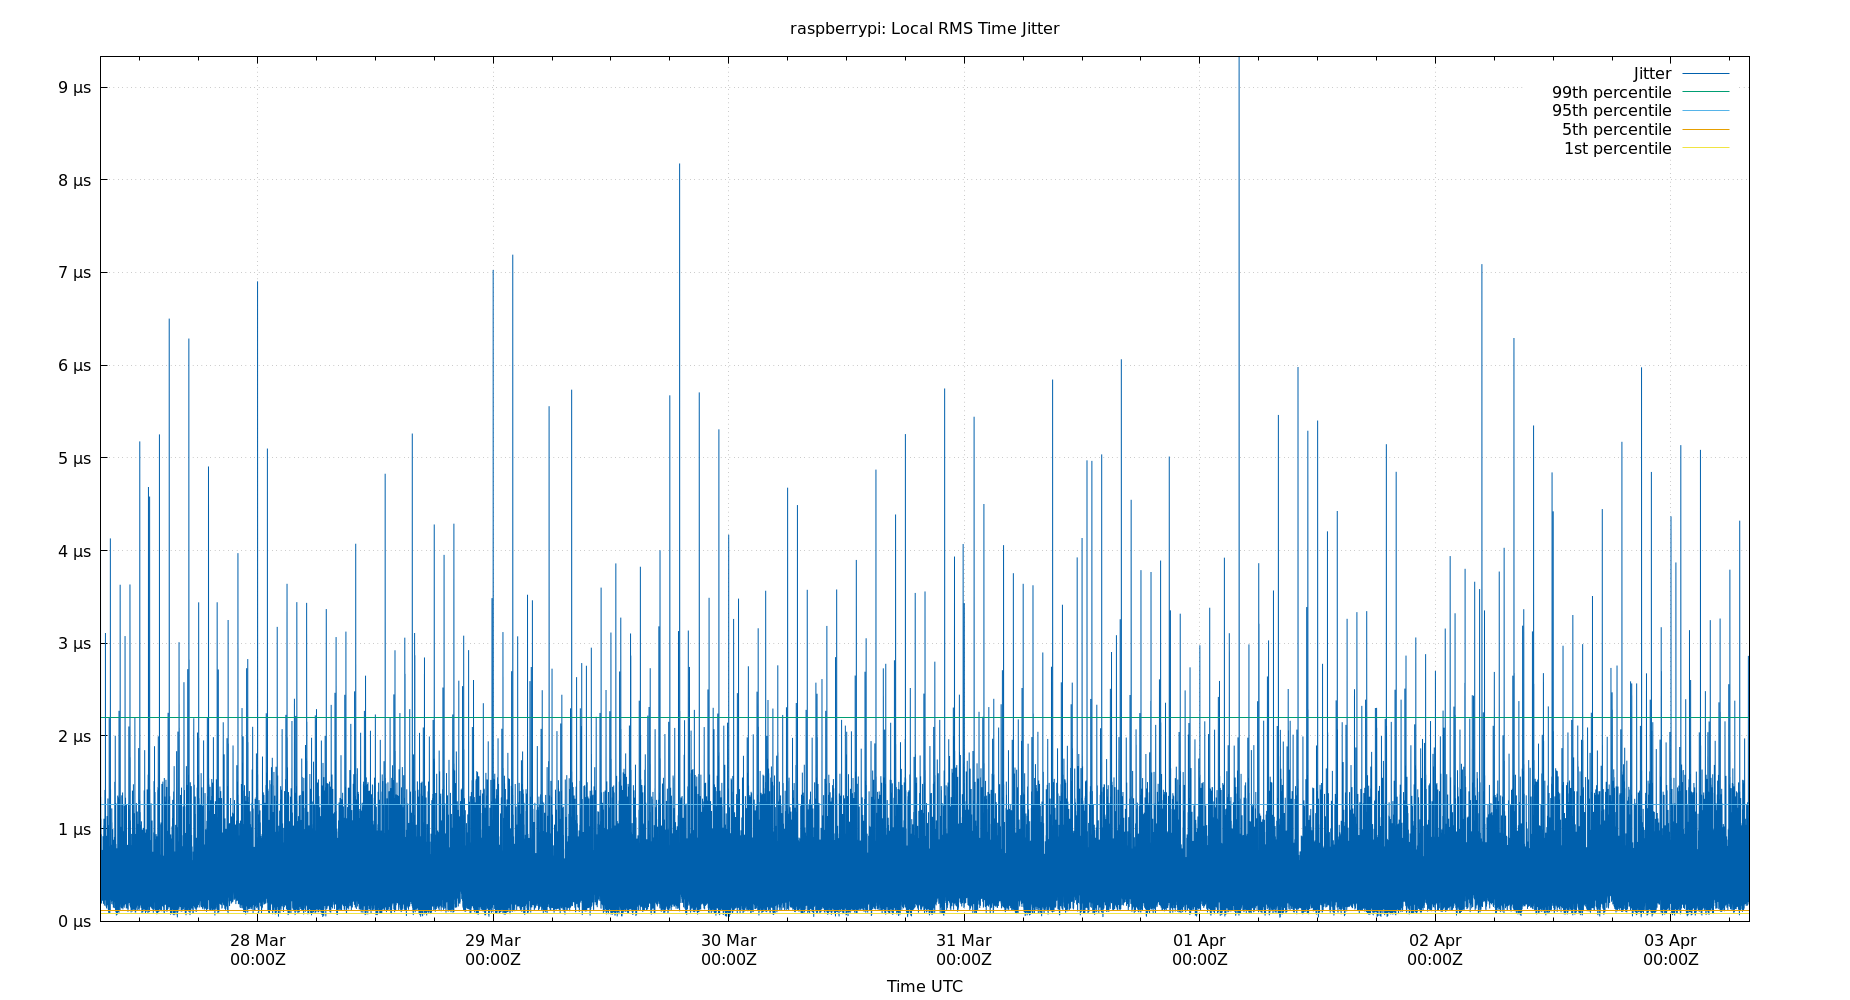 raspberrypi: Local RMS Time Jitter
Jitter
99th percentile
95th percentile
5th percentile
1st percentile
9 µs
8 µs
7 µs
6 µs
5 µs
4 µs
3 µs
2 µs
1 µs
0 µs
28 Mar 29 Mar 30 Mar 31 Mar 01 Apr 02 Apr 03 Apr
00:00Z 00:00Z 00:00Z 00:00Z 00:00Z 00:00Z 00:00Z
Time UTC